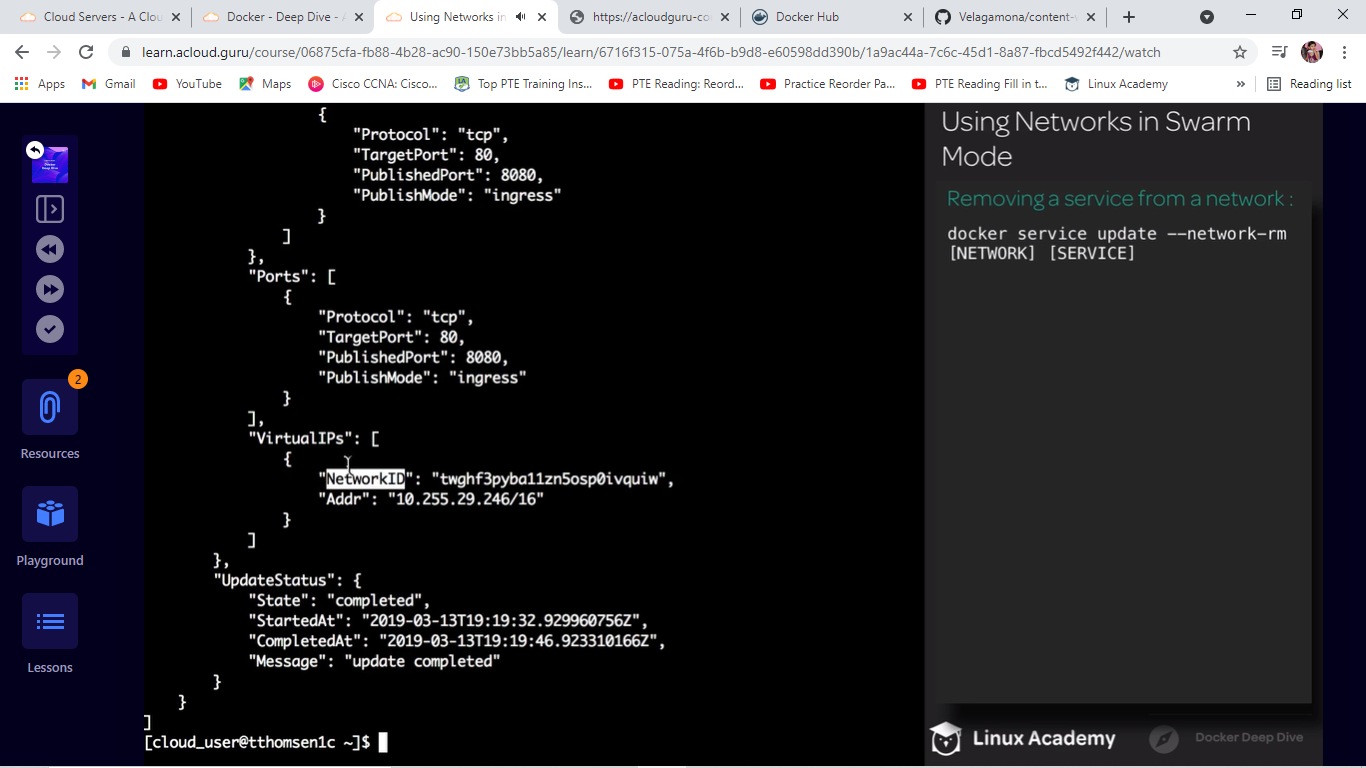 Cloud Servers - A Clou
Docker - Deep Dive - A
Using Networks in
https://acloudguru-co
Docker Hub
Velagamona/content-
learn.acloud.guru/course/06875cfa-fb88-4b28-ac90-150e73bb5a85/learn/6716f315-075a-4f6b-b9d8-e60598dd390b/1a9ac44a-7c6c-45d1-8a87-fbcd5492f442/watch
Apps
Gmail
YouTube
Maps
Cisco CCNA: Cisco...
Top PTE Training Ins...
PTE Reading: Reord...
Practice Reorder Pa...
PTE Reading Fill in t...
Linux Academy
»
Reading list
2
Resources
Playground
Lessons
{
"Protocol": "tcp",
"TargetPort": 80,
"PublishedPort": 8080,
"PublishMode": "ingress"
}
]
},
"Ports": [
{
"Protocol": "tcp",
"TargetPort": 80,
"PublishedPort": 8080,
"PublishMode": "ingress"
}
],
"VirtualIPs": [
{
"NetworkID": "twghf3pyba11zn5osp0ivquiw",
"Addr": "10.255.29.246/16"
}
]
},
"UpdateStatus": {
"State": "completed",
"StartedAt": "2019-03-13T19:19:32.929960756Z",
"CompletedAt": "2019-03-13T19:19:46.923310166Z",
"Message": "update completed"
}
}
]
[cloud_user@tthomsen1c ~]$
Using Networks in Swarm
Mode
Removing a service from a network :
docker service update --network-rm
[NETWORK] [SERVICE]
Linux Academy
Docker Deep Dive